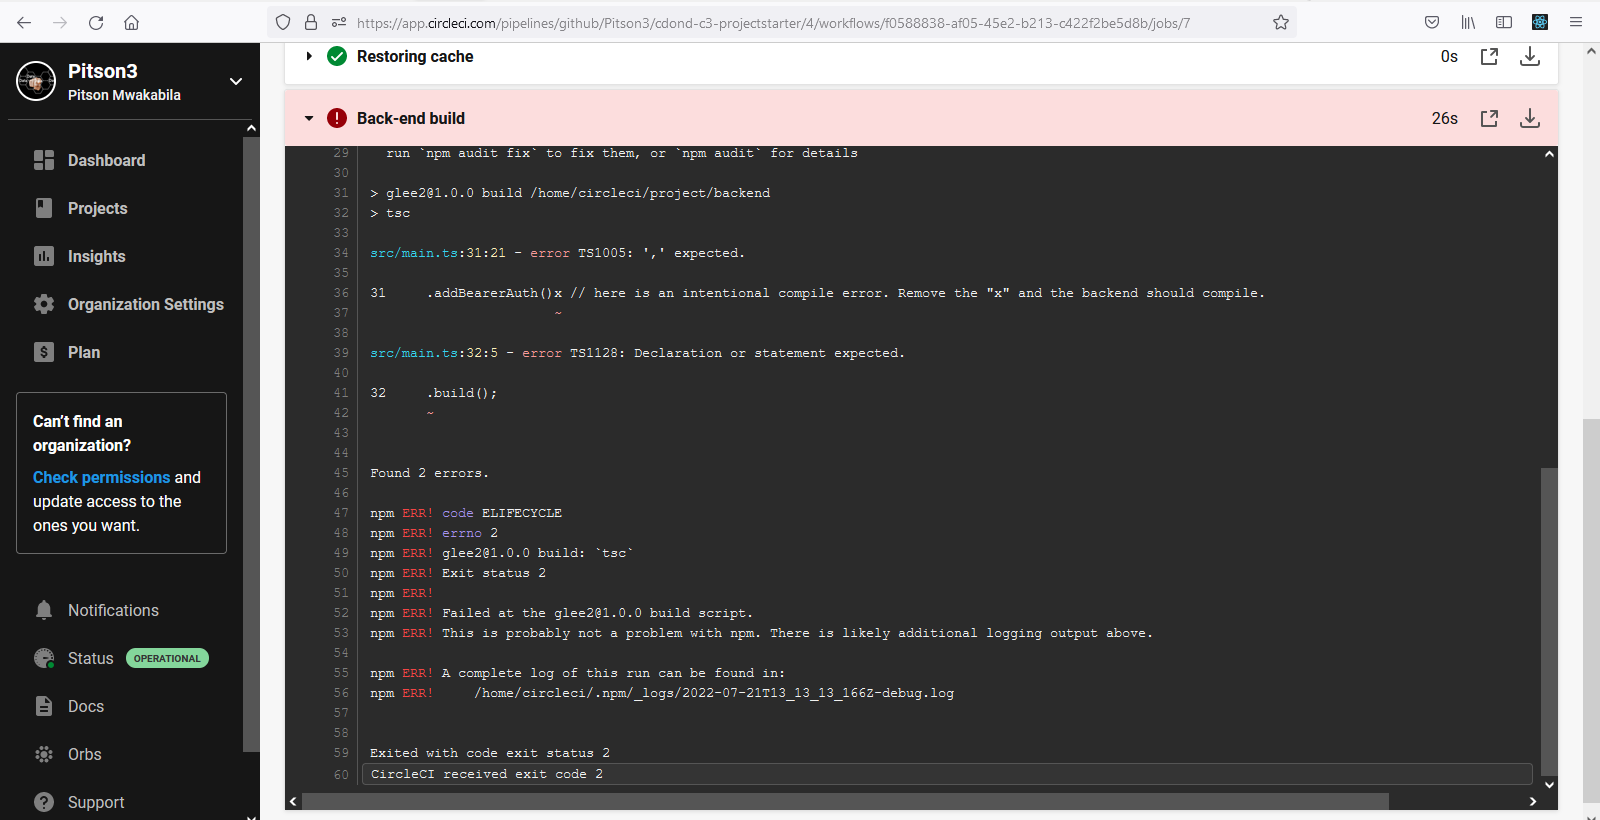 https://app.circleci.com/pipelines/github/Pitson3/cdond-c3-projectstarter/4/workflows/f0588838-af05-45e2-b213-c422f2be5d8b/jobs/7
Pitson3
Pitson Mwakabila
Dashboard
Projects
Insights
Organization Settings
Plan
Can't find an
organization?
Check permissions and
update access to the
ones you want.
Notifications
Status OPERATIONAL
Docs
Orbs
Support
Restoring cache 0s
Back-end build 26s
29 run `npm audit fix` to fix them, or `npm audit` for details
30
31 > glee2@1.0.0 build /home/circleci/project/backend
32 > tsc
33
34 src/main.ts:31:21 - error TS1005: ',' expected.
35
36 31 .addBearerAuth()x // here is an intentional compile error. Remove the "x" and the backend should compile.
37 ~
38
39 src/main.ts:32:5 - error TS1128: Declaration or statement expected.
40
41 32 .build();
42 ~
43
44
45 Found 2 errors.
46
47 npm ERR! code ELIFECYCLE
48 npm ERR! errno 2
49 npm ERR! glee2@1.0.0 build: `tsc`
50 npm ERR! Exit status 2
51 npm ERR!
52 npm ERR! Failed at the glee2@1.0.0 build script.
53 npm ERR! This is probably not a problem with npm. There is likely additional logging output above.
54
55 npm ERR! A complete log of this run can be found in:
56 npm ERR! /home/circleci/.npm/_logs/2022-07-21T13_13_13_166Z-debug.log
57
58
59 Exited with code exit status 2
60 CircleCI received exit code 2